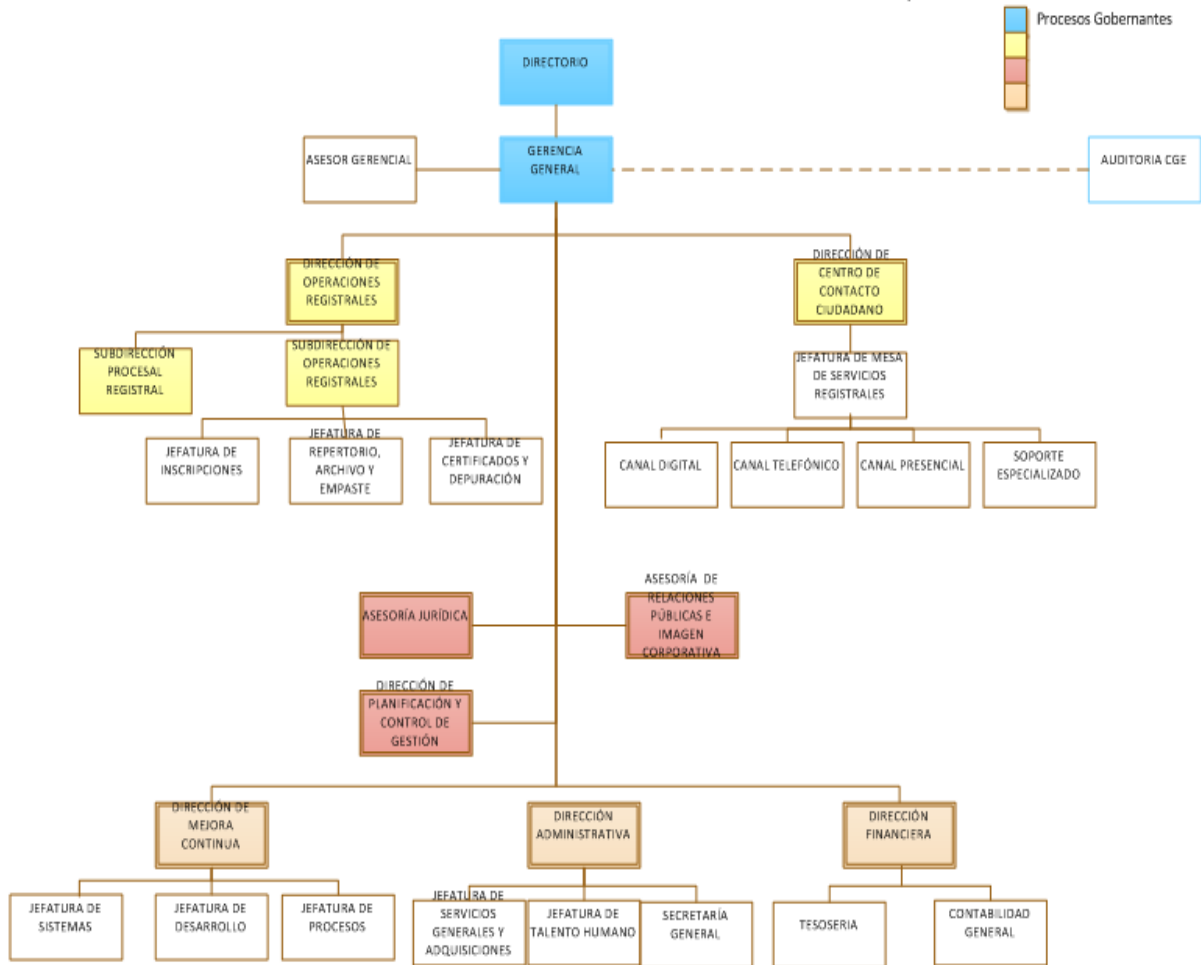 Procesos Gobernantes
DIRECTORIO
ASESOR GERENCIAL
GERENCIA
GENERAL
AUDITORIA CGE
DIRECCIÓN DE
OPERACIONES
REGISTRALES
DIRECCIÓN DE
CENTRO DE
CONTACTO
CIUDADANO
SUBDIRECCIÓN
PROCESAL
REGISTRAL
SUBDIRECCIÓN DE
OPERACIONES
REGISTRALES
JEFATURA DE MESA
DE SERVICIOS
REGISTRALES
JEFATURA DE
INSCRIPCIONES
JEFATURA DE
REPERTORIO,
ARCHIVO Y
EMPASTE
JEFATURA DE
CERTIFICADOS Y
DEPURACIÓN
CANAL DIGITAL
CANAL TELEFÓNICO
CANAL PRESENCIAL
SOPORTE
ESPECIALIZADO
ASESORÍA JURÍDICA
ASESORÍA DE
RELACIONES
PÚBLICAS E
IMAGEN
CORPORATIVA
DIRECCIÓN DE
PLANIFICACIÓN Y
CONTROL DE
GESTIÓN
DIRECCIÓN DE
MEJORA
CONTINUA
DIRECCIÓN
ADMINISTRATIVA
DIRECCIÓN
FINANCIERA
JEFATURA DE
SISTEMAS
JEFATURA DE
DESARROLLO
JEFATURA DE
PROCESOS
JEFATURA DE
SERVICIOS
GENERALES Y
ADQUISICIONES
JEFATURA DE
TALENTO HUMANO
SECRETARÍA
GENERAL
TESOSERIA
CONTABILIDAD
GENERAL